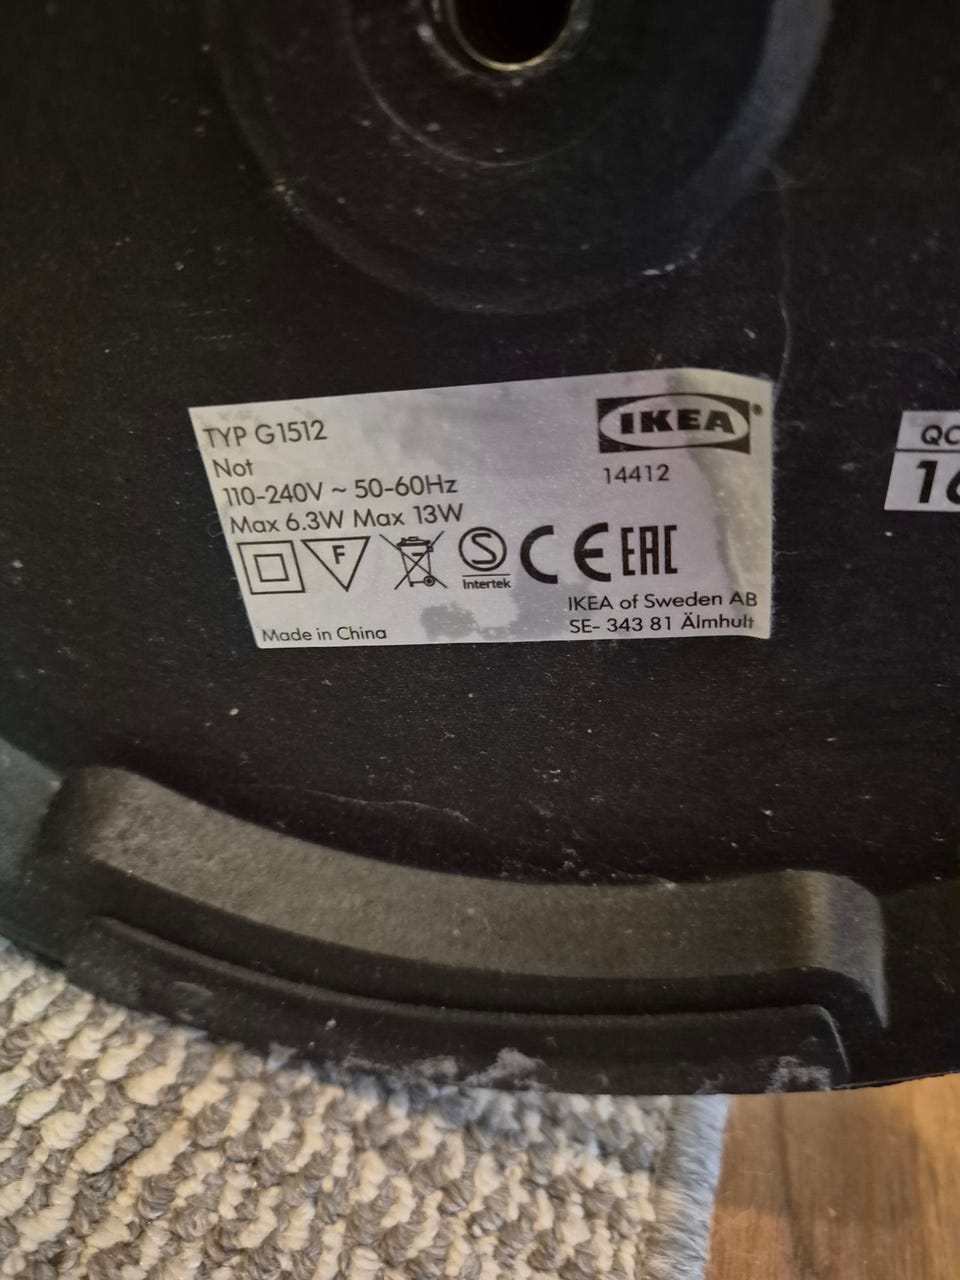 TYP G1512
Not
110-240V ~ 50-60Hz
Max 6.3W Max 13W
IKEA®
14412
F
S
Intertek
CE
EAC
Made in China
IKEA of Sweden AB
SE- 343 81 Älmhult
QC